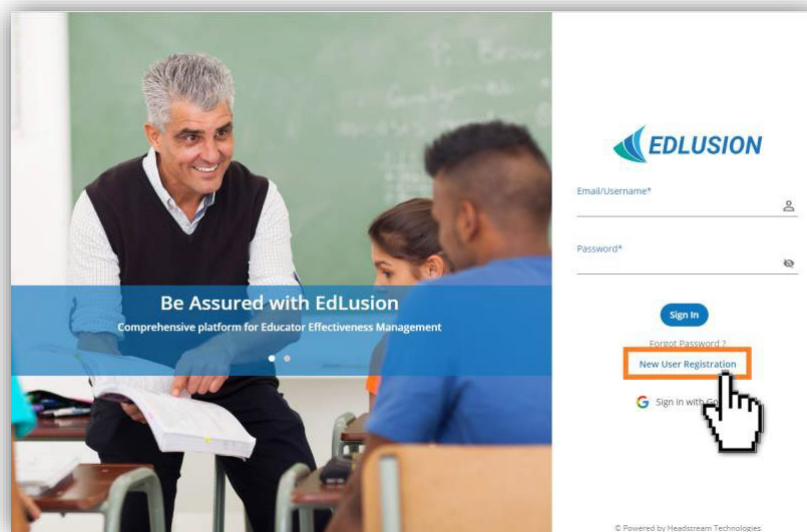 EDLUSION
Email/Username*
Password*
Be Assured with EdLusion
Comprehensive platform for Educator Effectiveness Management
Sign In
Forgot Password ?
New User Registration
Sign in with
© Powered by Headstream Technologies